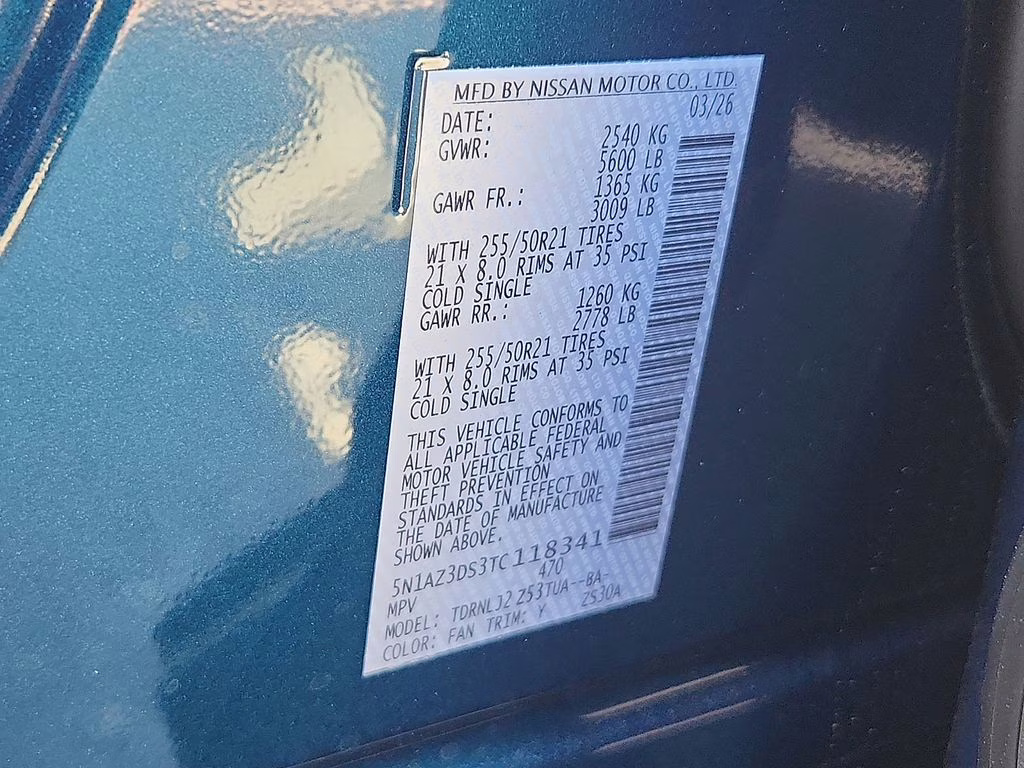 MFD BY NISSAN MOTOR CO., LTD.
DATE: 03/26
GVWR: 2540 KG
5600 LB
GAWR FR.: 1365 KG
3009 LB
WITH 255/50R21 TIRES
21 X 8.0 RIMS AT 35 PSI
COLD SINGLE
GAWR RR.: 1260 KG
2778 LB
WITH 255/50R21 TIRES
21 X 8.0 RIMS AT 35 PSI
COLD SINGLE
THIS VEHICLE CONFORMS TO
ALL APPLICABLE FEDERAL
MOTOR VEHICLE SAFETY AND
THEFT PREVENTION
STANDARDS IN EFFECT ON
THE DATE OF MANUFACTURE
SHOWN ABOVE.
5N1AZ3DS3TC118341
MPV 470
MODEL: TDRNLJ2 Z53TUA--BA-
COLOR: FAN TRIM: Y ZS30A